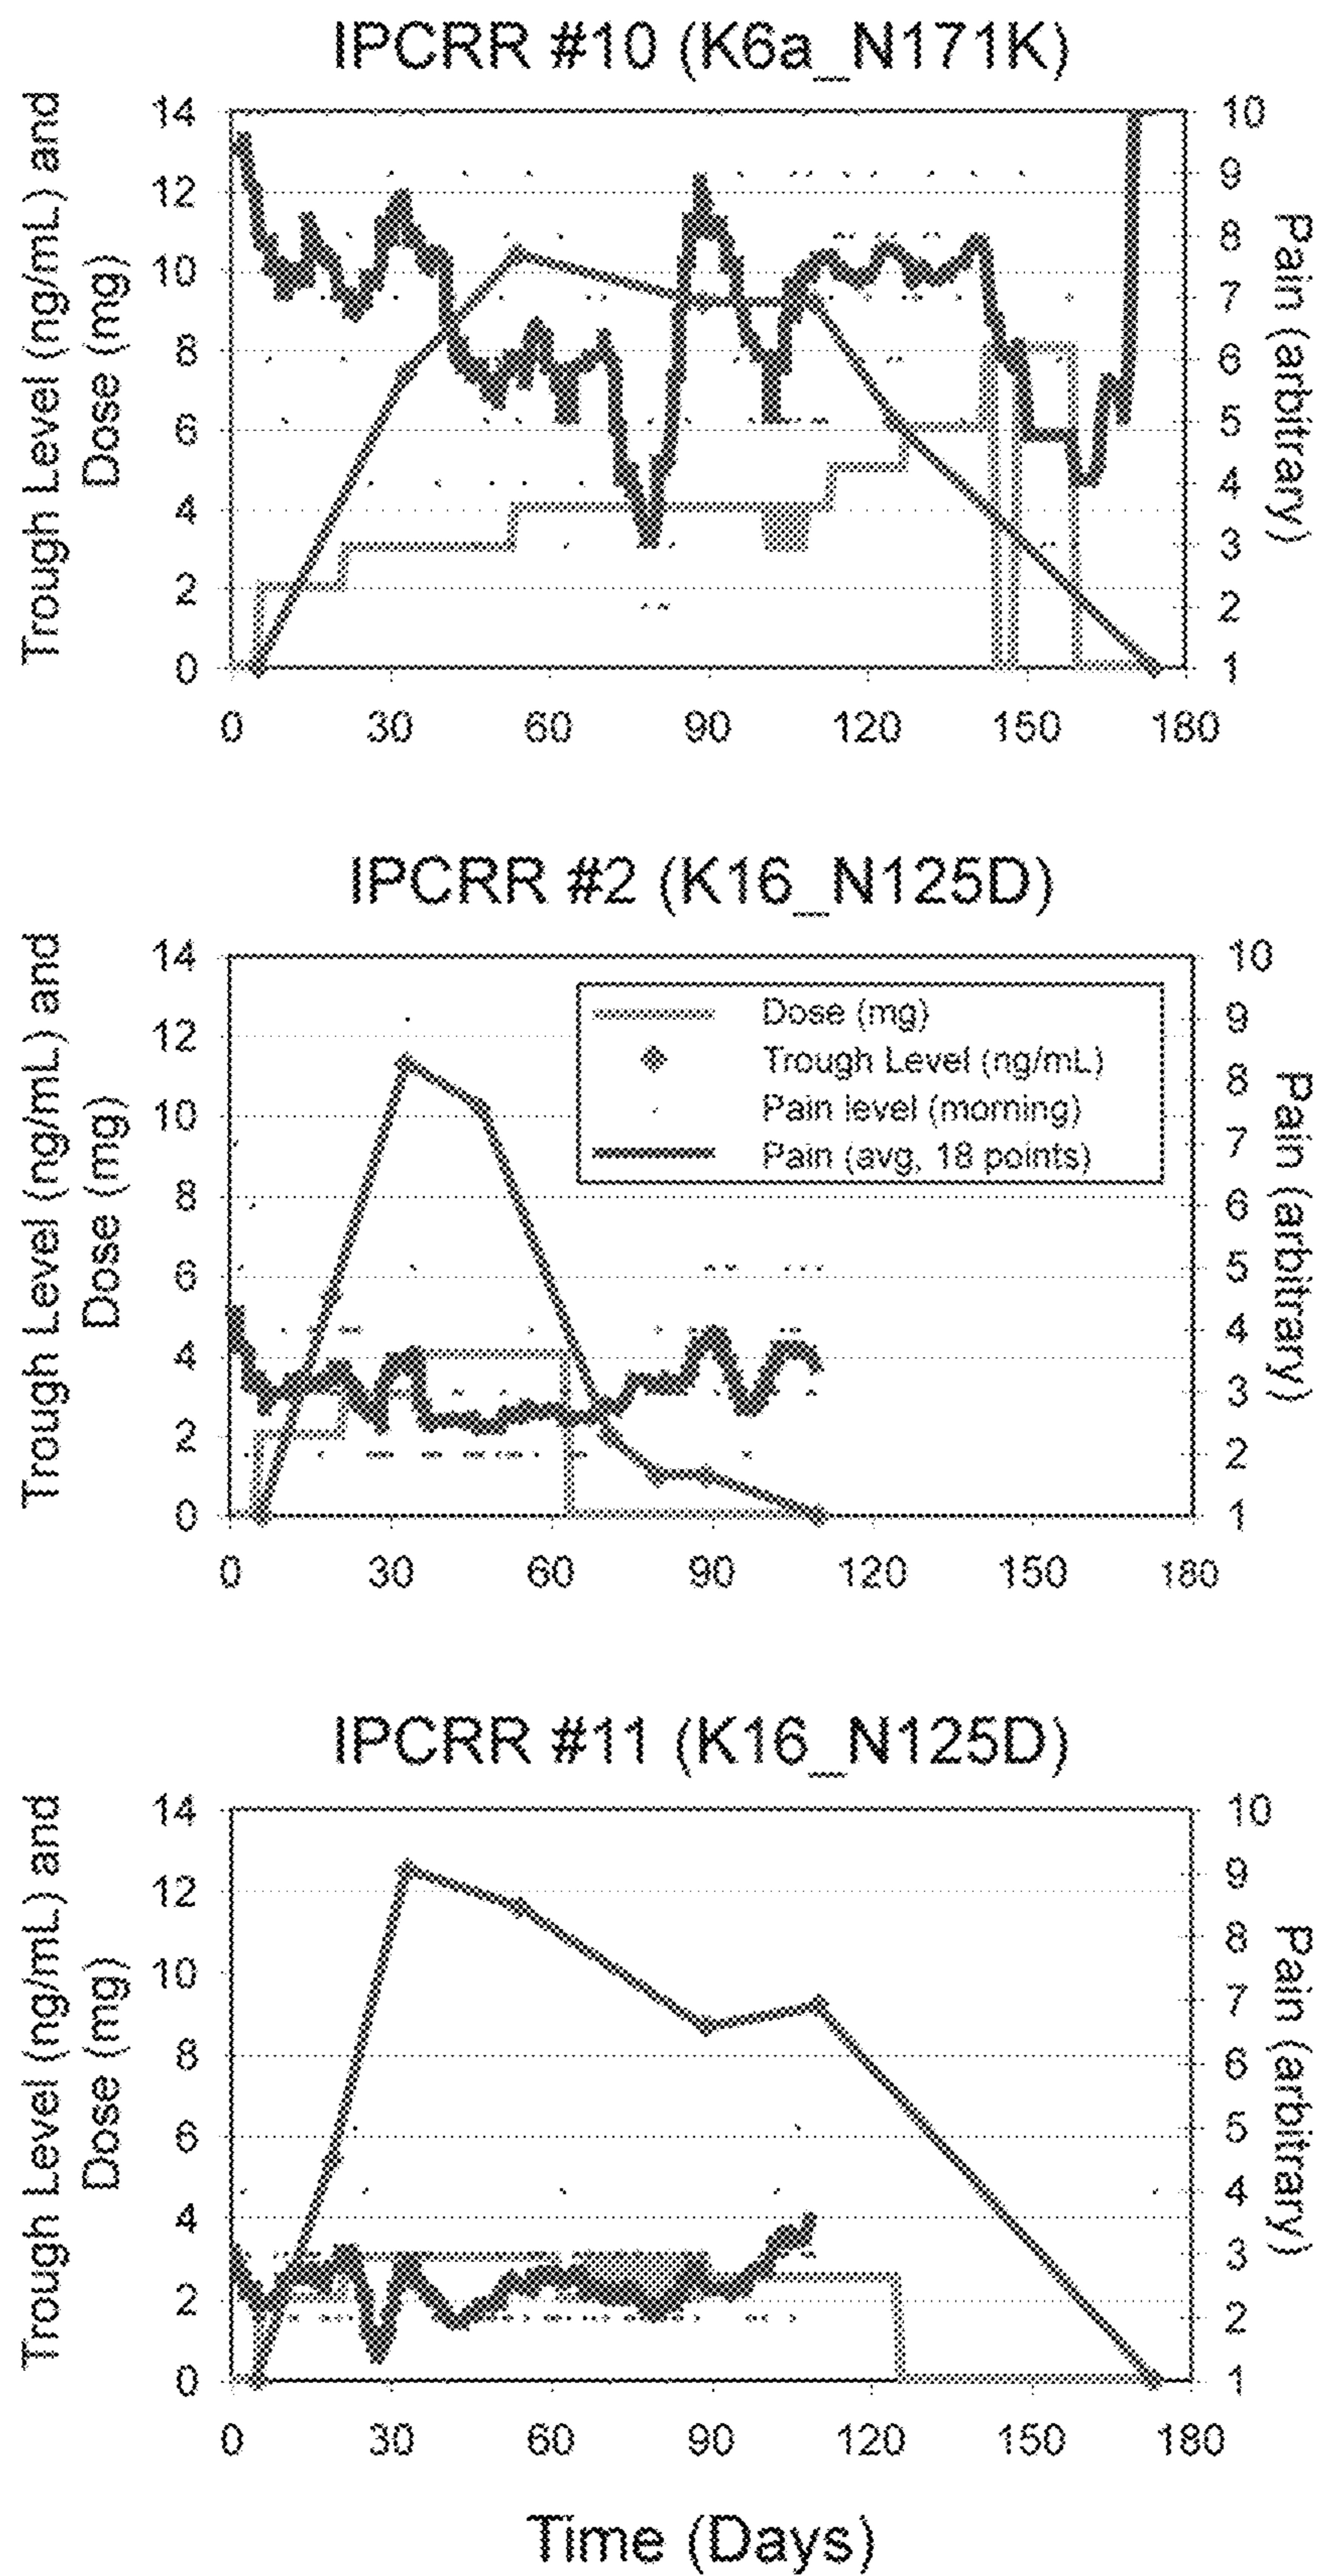 IPCRR #10 (K6a_N171K)
Trough Level (ng/mL) and
Dose (mg)
14
12
10
8
6
4
2
0
10
9
8
7
6
5
4
3
2
1
Pain (arbitrary)
0 30 60 90 120 150 180
IPCRR #2 (K16_N125D)
Trough Level (ng/mL) and
Dose (mg)
14
12
10
8
6
4
2
0
Dose (mg)
Trough Level (ng/mL)
Pain level (morning)
Pain (avg, 18 points)
10
9
8
7
6
5
4
3
2
1
Pain (arbitrary)
0 30 60 90 120 150 180
IPCRR #11 (K16_N125D)
Trough Level (ng/mL) and
Dose (mg)
14
12
10
8
6
4
2
0
10
9
8
7
6
5
4
3
2
1
Pain (arbitrary)
0 30 60 90 120 150 180
Time (Days)